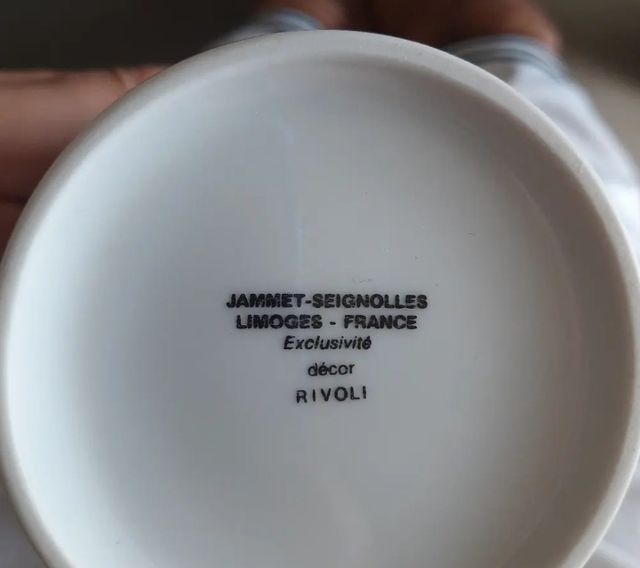 JAMMET-SEIGNOLLES
LIMOGES - FRANCE
Exclusivité
décor
RIVOLI